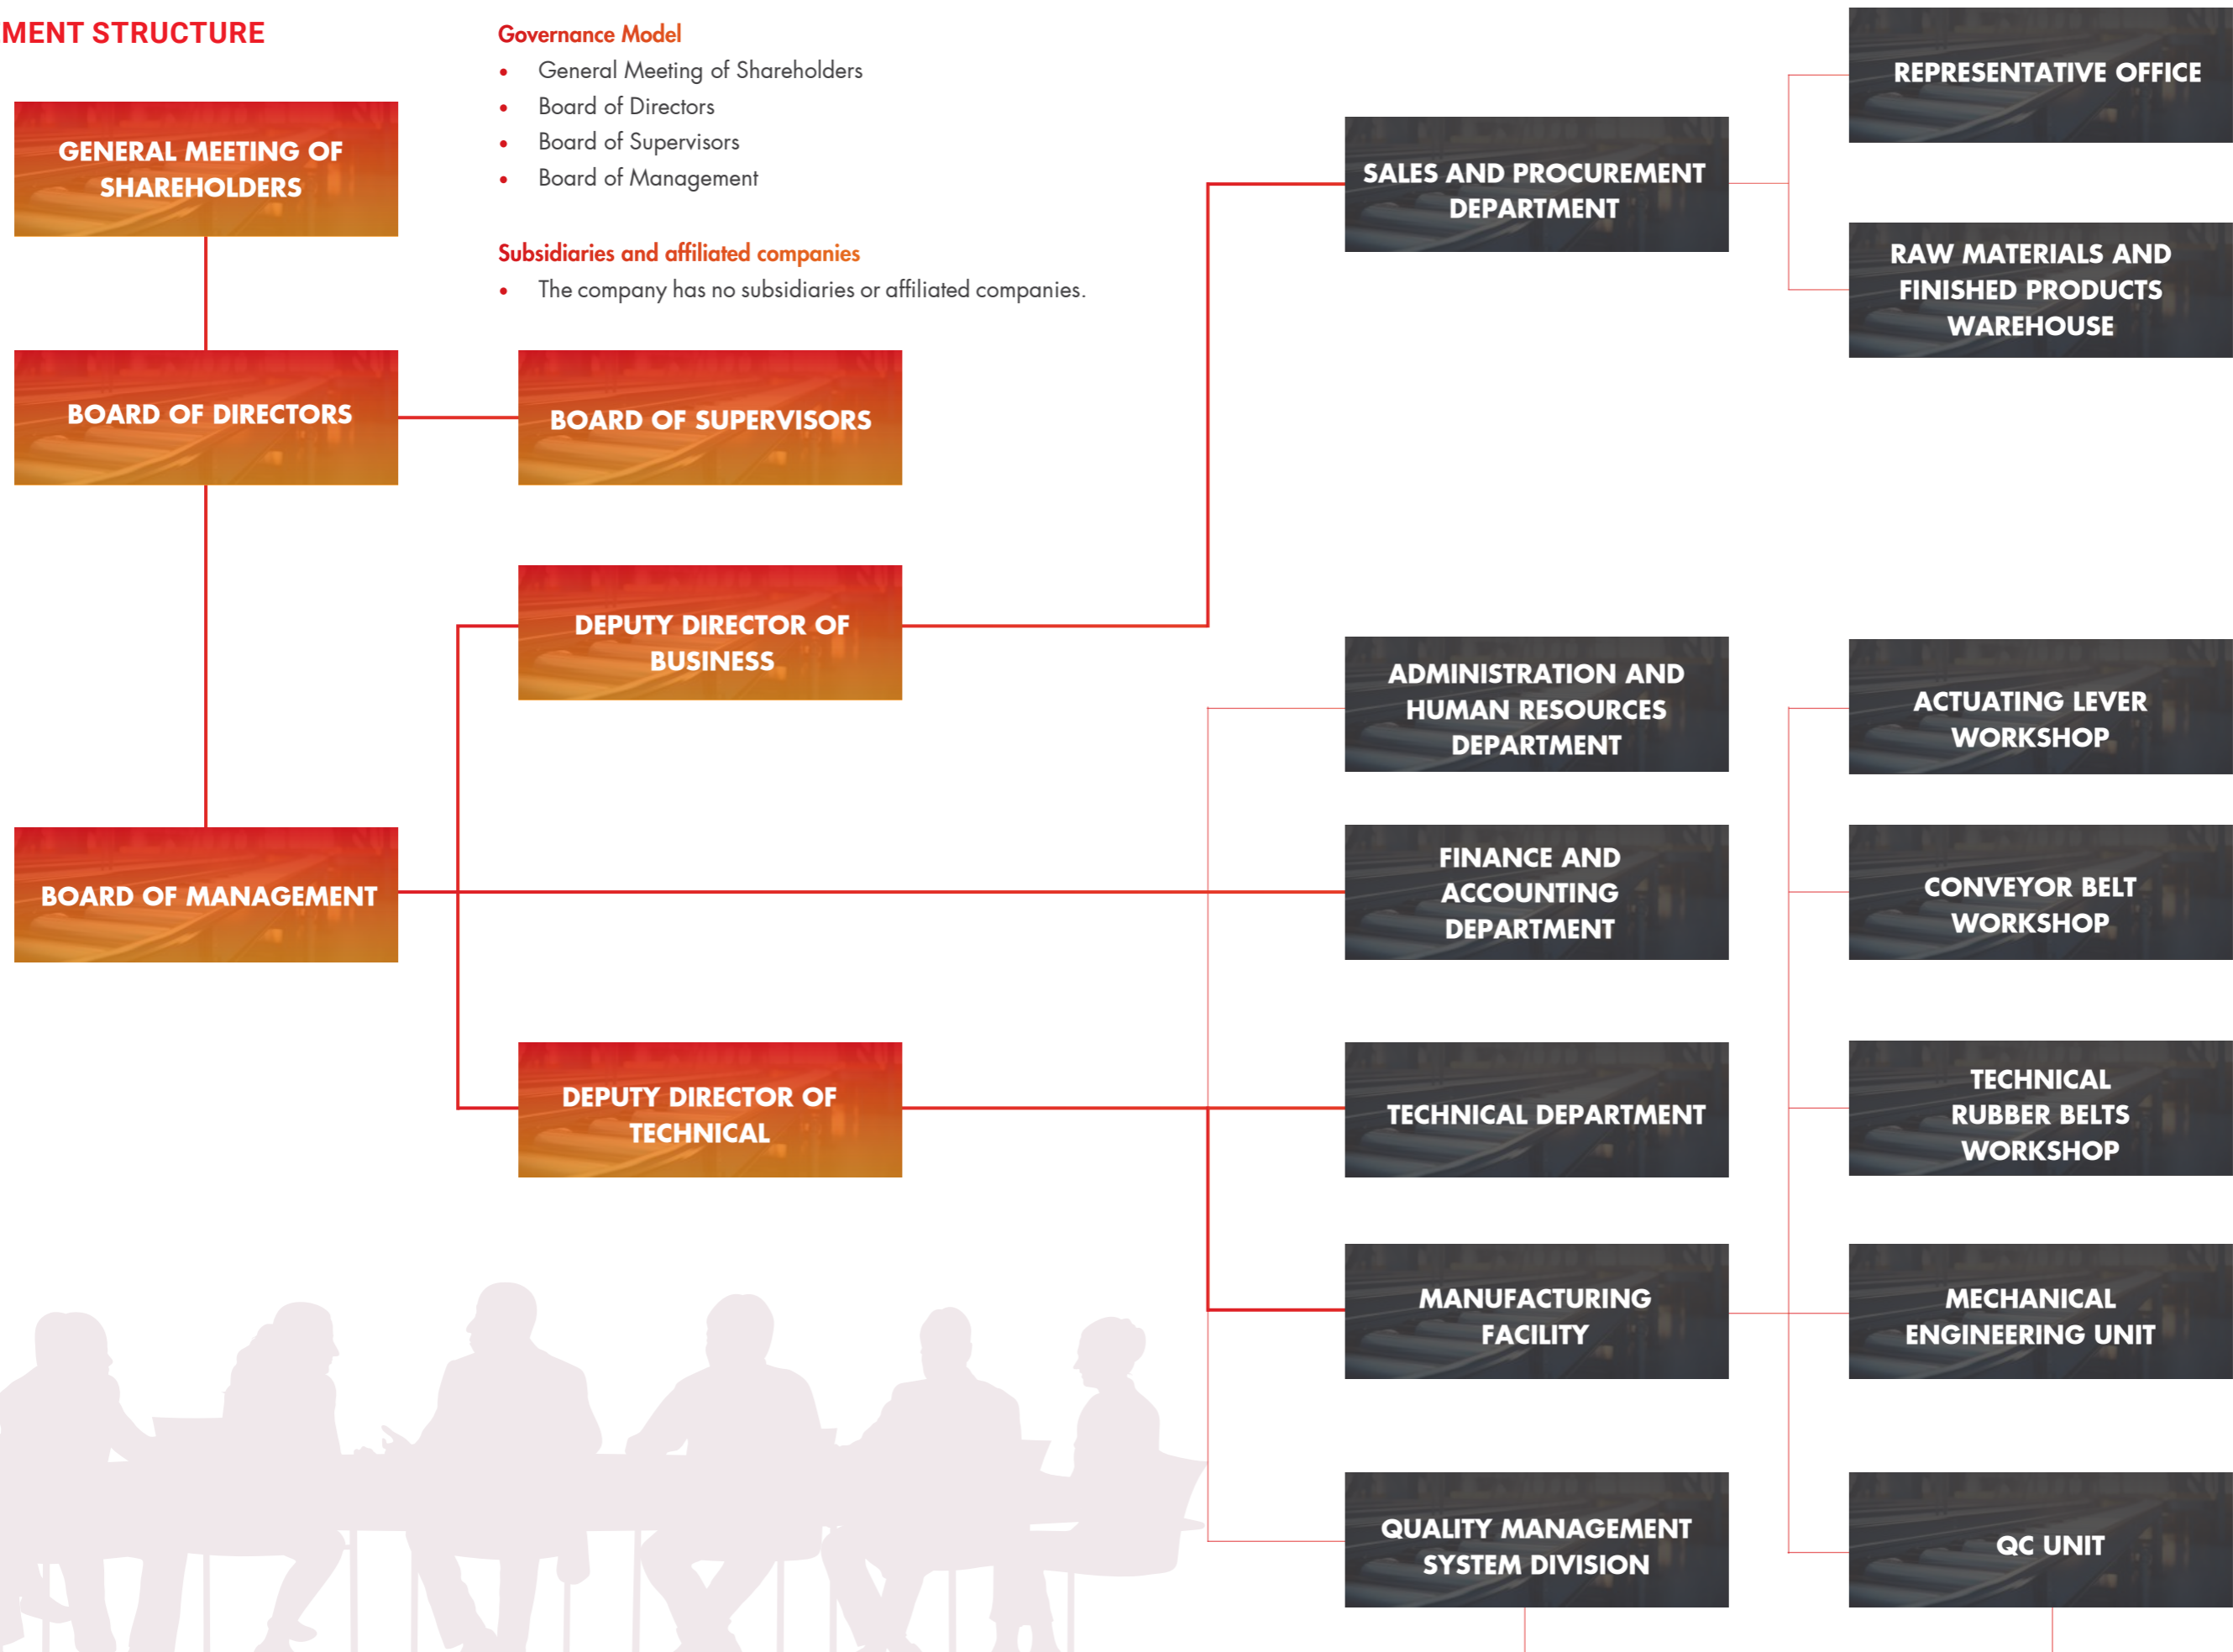 MENT STRUCTURE
Governance Model
• General Meeting of Shareholders
• Board of Directors
• Board of Supervisors
• Board of Management
Subsidiaries and affiliated companies
• The company has no subsidiaries or affiliated companies.
GENERAL MEETING OF
SHAREHOLDERS
BOARD OF DIRECTORS
BOARD OF SUPERVISORS
DEPUTY DIRECTOR OF
BUSINESS
BOARD OF MANAGEMENT
DEPUTY DIRECTOR OF
TECHNICAL
SALES AND PROCUREMENT
DEPARTMENT
REPRESENTATIVE OFFICE
RAW MATERIALS AND
FINISHED PRODUCTS
WAREHOUSE
ADMINISTRATION AND
HUMAN RESOURCES
DEPARTMENT
FINANCE AND
ACCOUNTING
DEPARTMENT
TECHNICAL DEPARTMENT
MANUFACTURING
FACILITY
QUALITY MANAGEMENT
SYSTEM DIVISION
ACTUATING LEVER
WORKSHOP
CONVEYOR BELT
WORKSHOP
TECHNICAL
RUBBER BELTS
WORKSHOP
MECHANICAL
ENGINEERING UNIT
QC UNIT